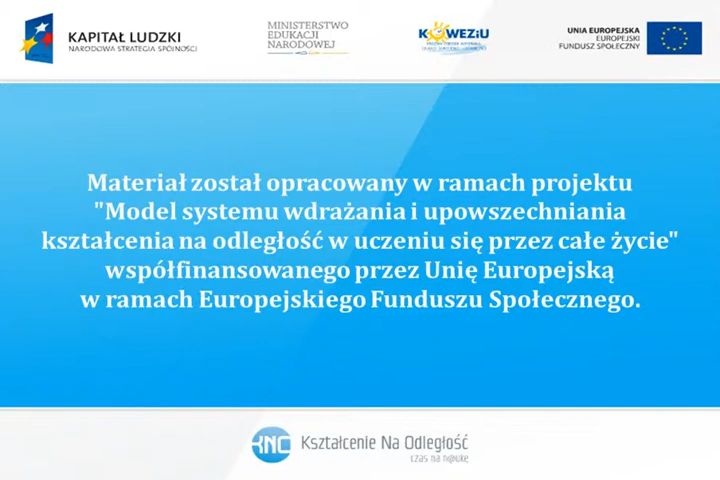 KAPITAŁ LUDZKI
NARODOWA STRATEGIA SPÓJNOŚCI
MINISTERSTWO
EDUKACJI
NARODOWEJ
KOWEZiU
UNIA EUROPEJSKA
EUROPEJSKI
FUNDUSZ SPOŁECZNY
Materiał został opracowany w ramach projektu
"Model systemu wdrażania i upowszechniania
kształcenia na odległość w uczeniu się przez całe życie"
współfinansowanego przez Unię Europejską
w ramach Europejskiego Funduszu Społecznego.
KNO Kształcenie Na Odległość
czas na n@ukę